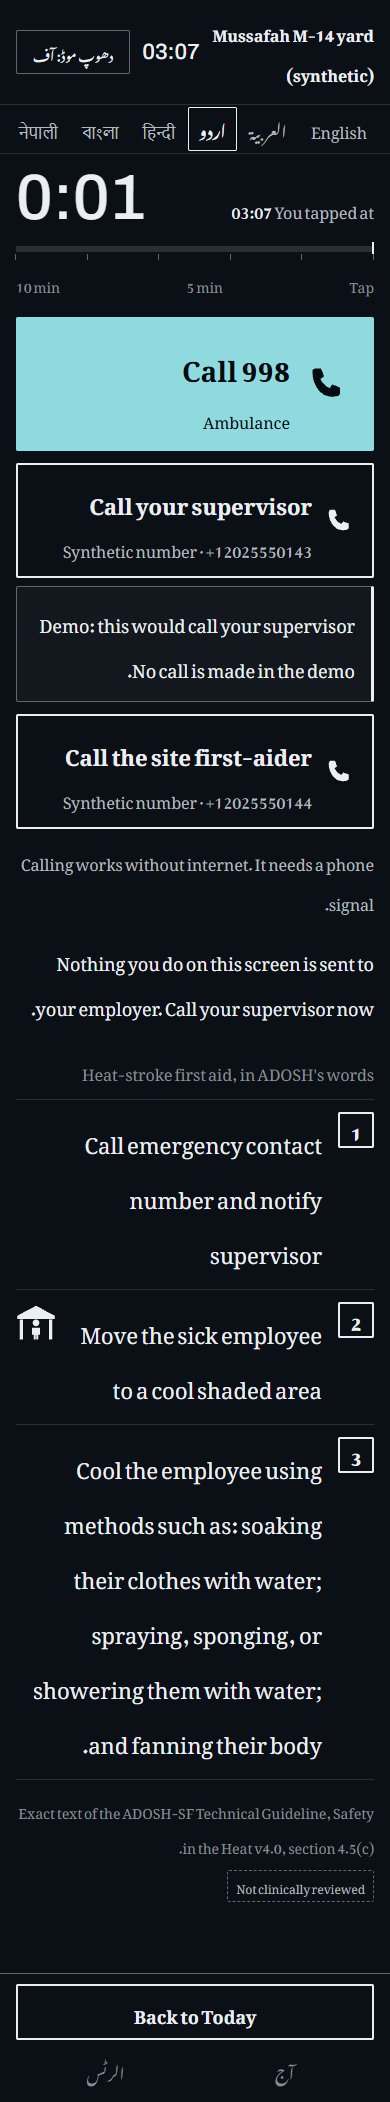 Mussafah M-14 yard
(synthetic)
03:07
دھوپ موڈ: آف
English
العربية
اردو
हिन्दी
বাংলা
नेपाली
You tapped at 03:07
0:01
Tap
5 min
10 min
Call 998
Ambulance
Call your supervisor
Synthetic number · +12025550143
Demo: this would call your supervisor
.No call is made in the demo
Call the site first-aider
Synthetic number · +12025550144
Calling works without internet. It needs a phone
.signal
Nothing you do on this screen is sent to
.your employer. Call your supervisor now
Heat-stroke first aid, in ADOSH's words
1
Call emergency contact
number and notify
supervisor
2
Move the sick employee
to a cool shaded area
3
Cool the employee using
methods such as: soaking
their clothes with water;
spraying, sponging, or
showering them with water;
.and fanning their body
Exact text of the ADOSH-SF Technical Guideline, Safety
.in the Heat v4.0, section 4.5(c)
Not clinically reviewed
Back to Today
آج
الرٹس